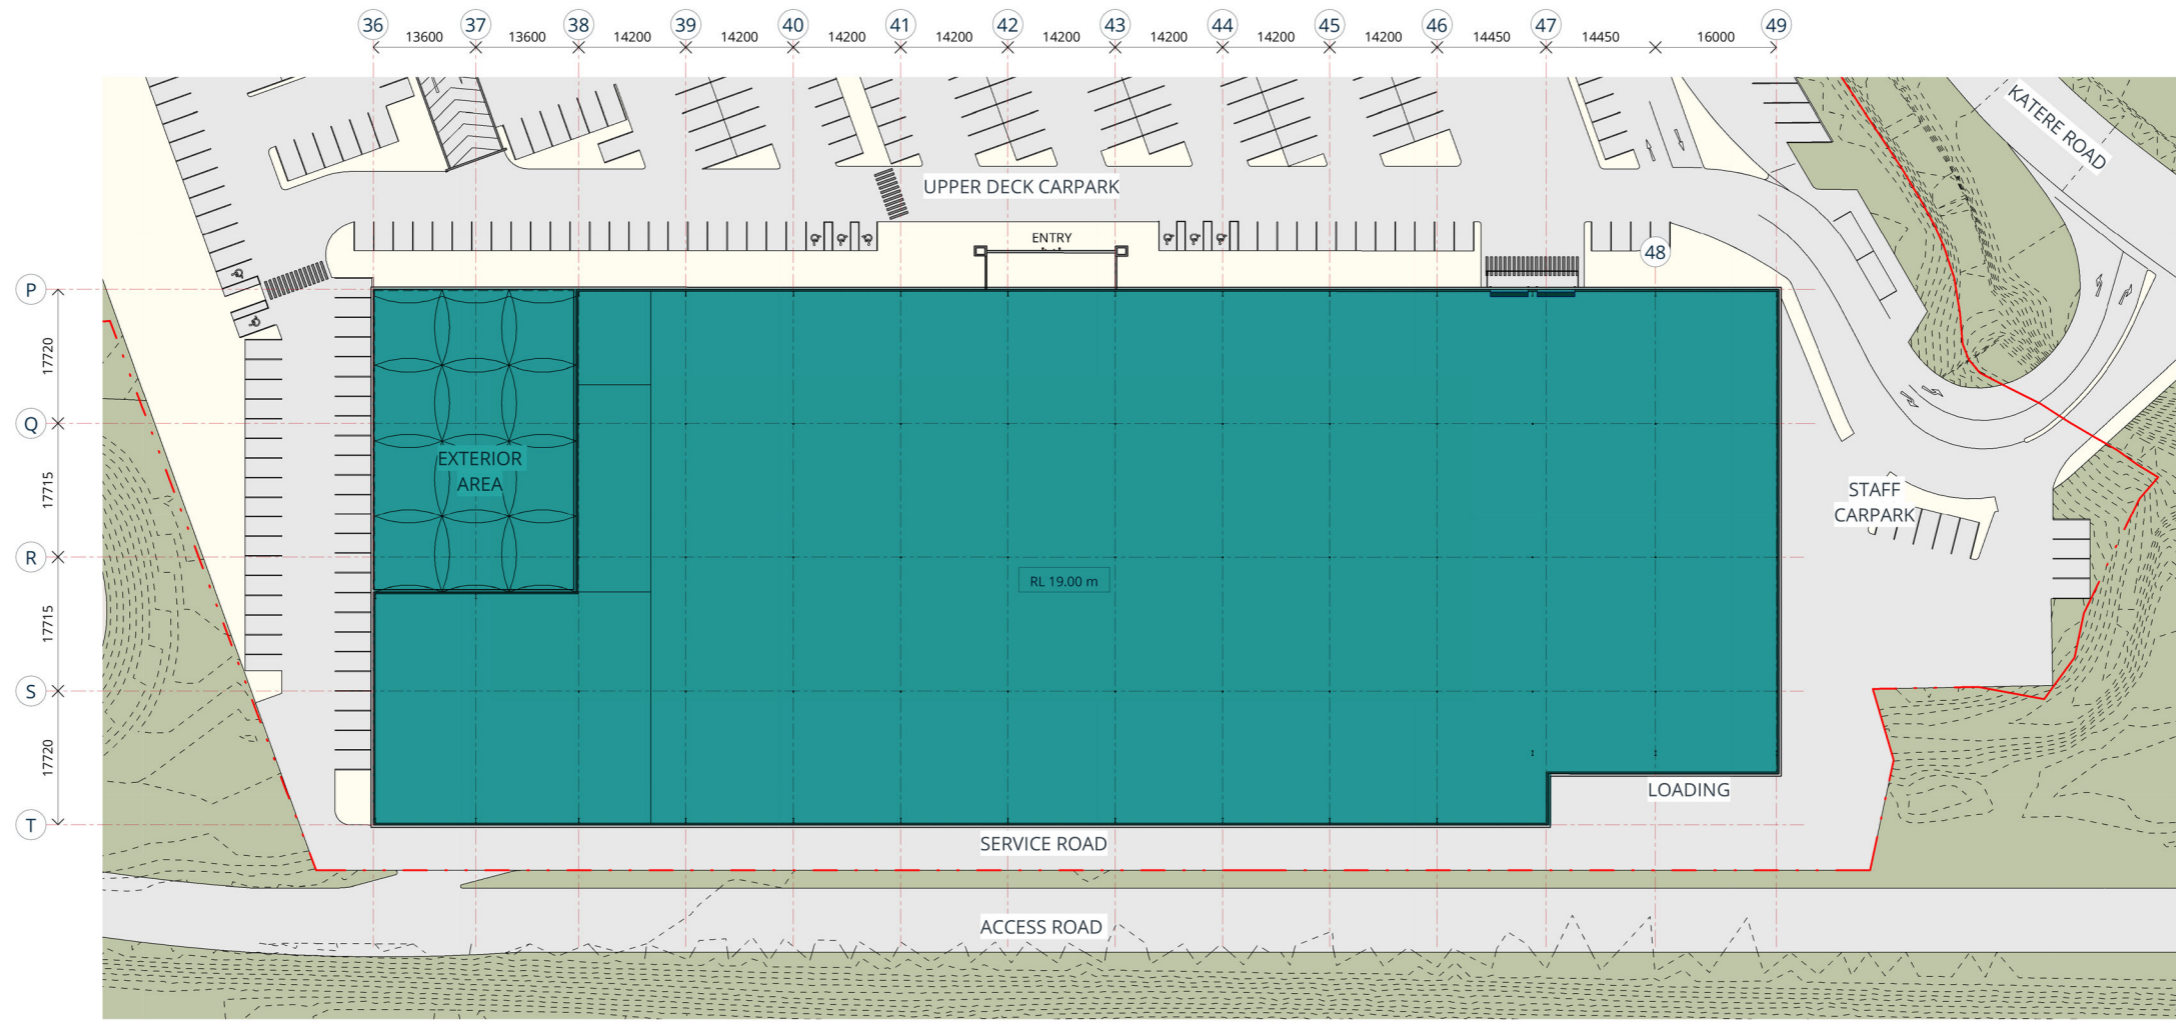 36 37 38 39 40 41 42 43 44 45 46 47 49
13600 13600 14200 14200 14200 14200 14200 14200 14200 14200 14450 14450 16000
KATERE ROAD
UPPER DECK CARPARK
ENTRY
48
P
17720
Q
EXTERIOR
AREA
17715
STAFF
CARPARK
R
RL 19.00 m
17715
S
17720
LOADING
T
SERVICE ROAD
ACCESS ROAD